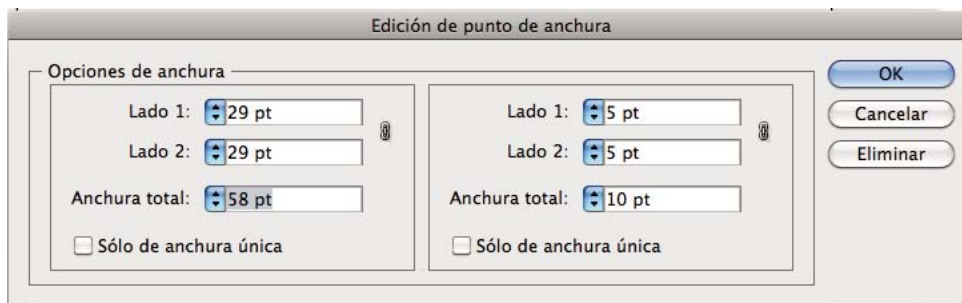 Edición de punto de anchura
Opciones de anchura
Lado 1: 29 pt
Lado 2: 29 pt
Anchura total: 58 pt
Sólo de anchura única
Lado 1: 5 pt
Lado 2: 5 pt
Anchura total: 10 pt
Sólo de anchura única
OK
Cancelar
Eliminar